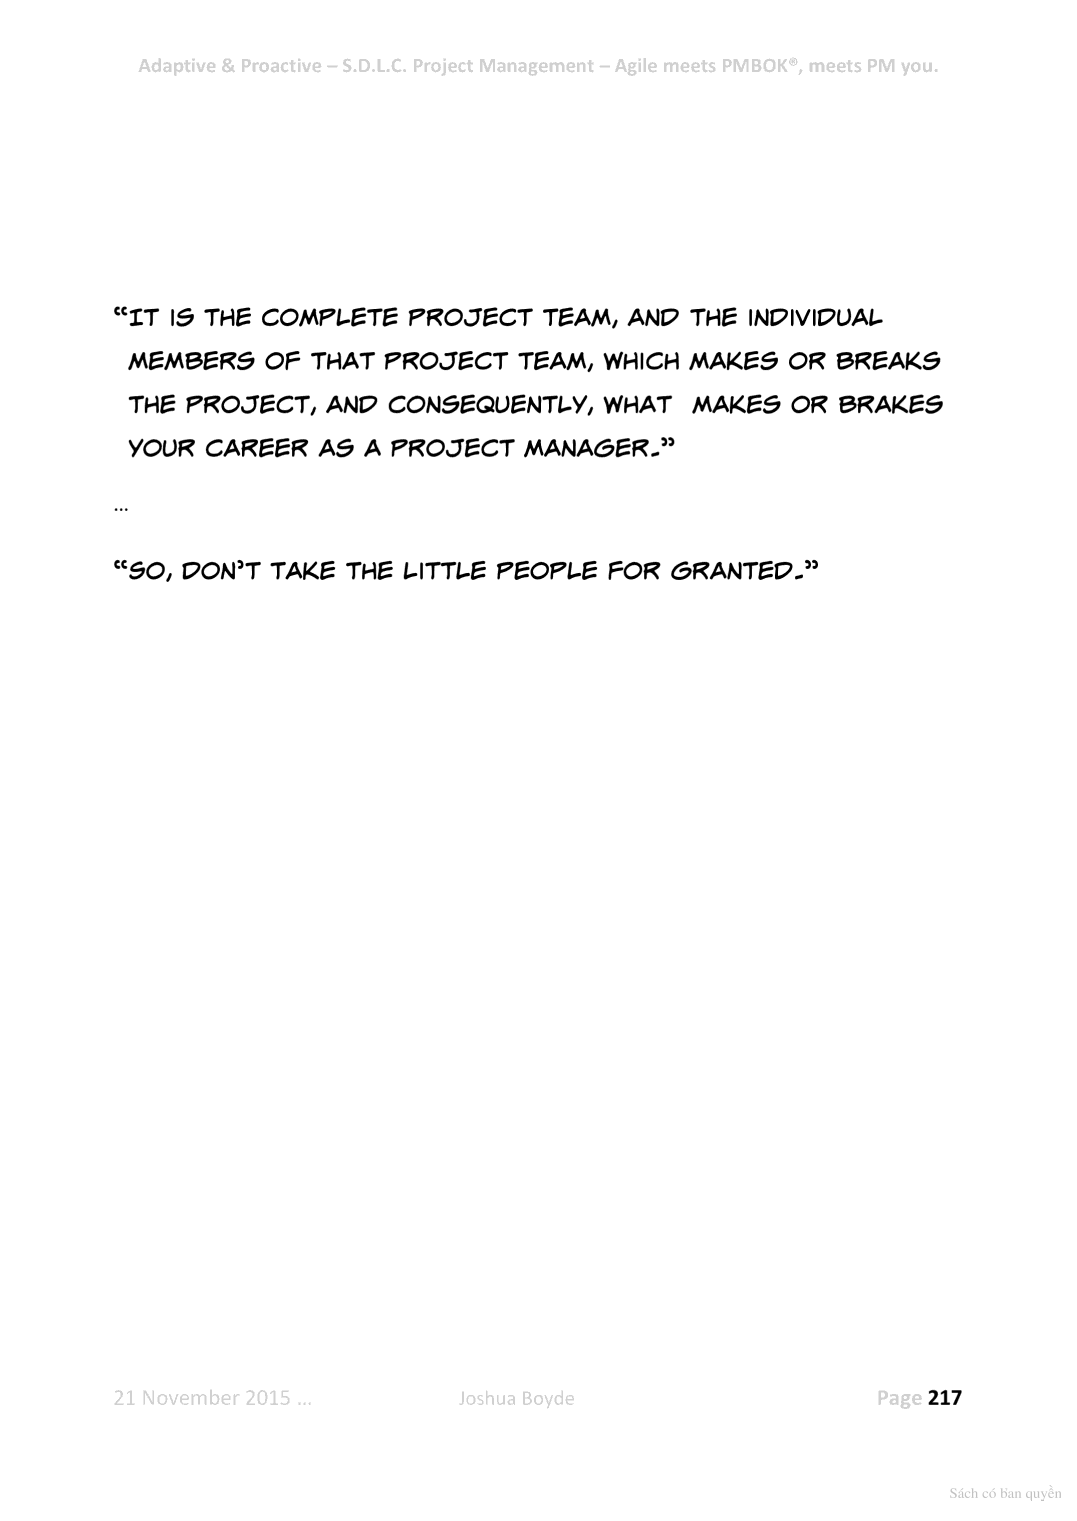 Adaptive & Proactive – S.D.L.C. Project Management – Agile meets PMBOK®, meets PM you.
“IT IS THE COMPLETE PROJECT TEAM, AND THE INDIVIDUAL
MEMBERS OF THAT PROJECT TEAM, WHICH MAKES OR BREAKS
THE PROJECT, AND CONSEQUENTLY, WHAT  MAKES OR BRAKES
YOUR CAREER AS A PROJECT MANAGER.”
...
“SO, DON’T TAKE THE LITTLE PEOPLE FOR GRANTED.”
21 November 2015 ... Joshua Boyde Page 217
Sách có bản quyền